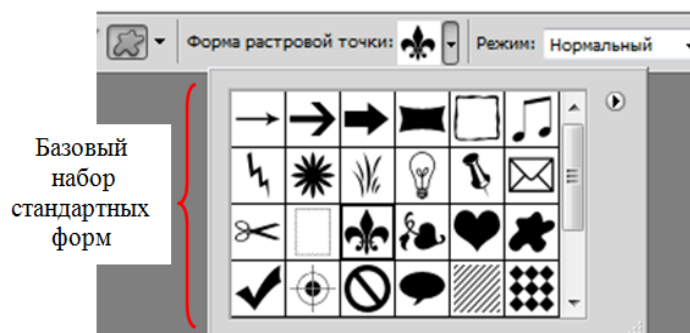 Форма растровой точки: Режим: Нормальный
Базовый
набор
стандартных
форм